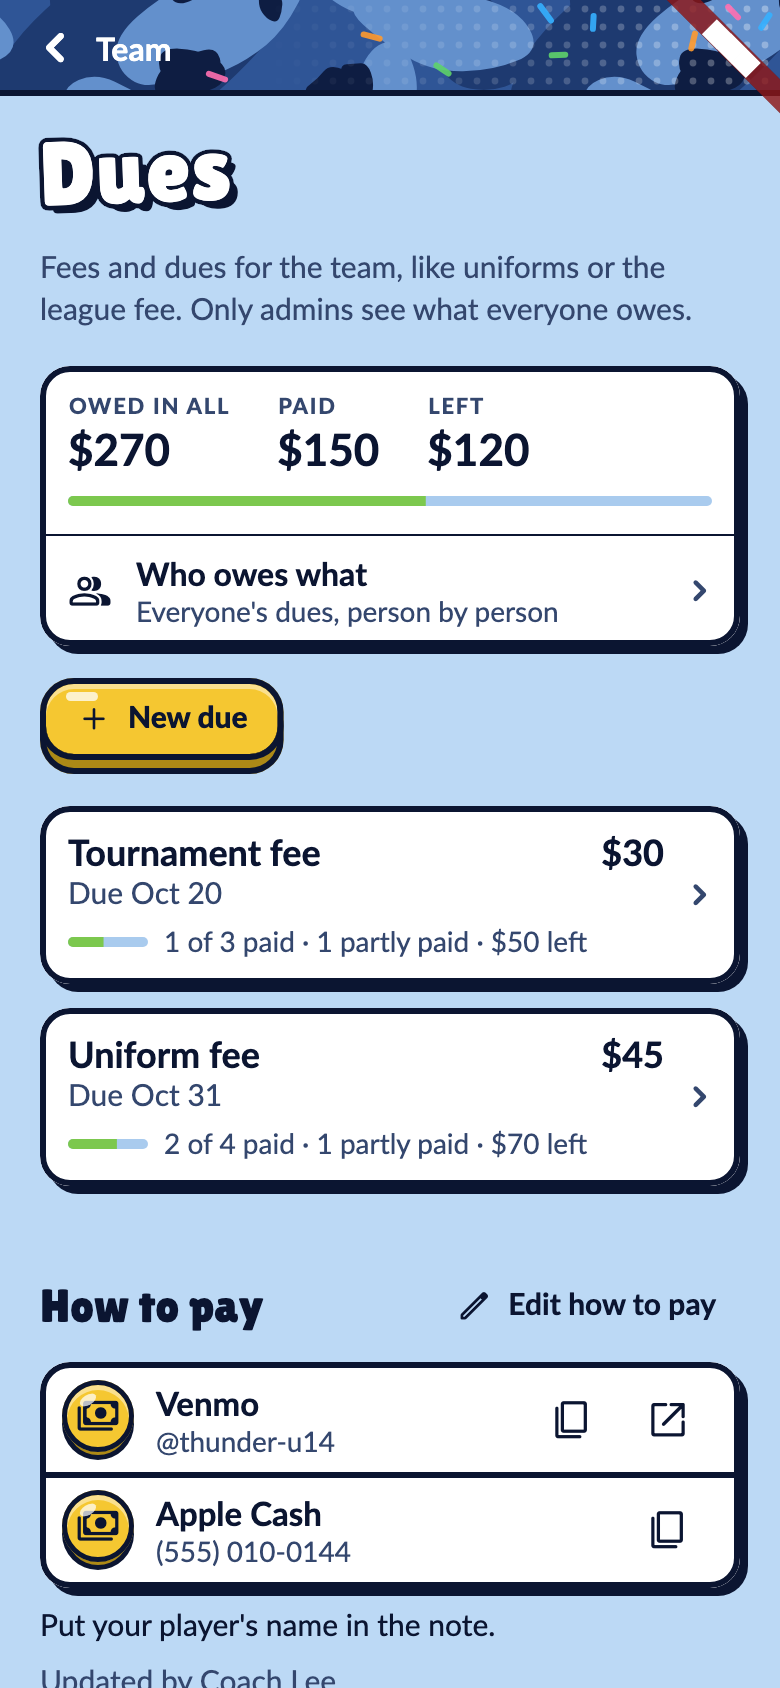 Team
Dues
Fees and dues for the team, like uniforms or the
league fee. Only admins see what everyone owes.
OWED IN ALL PAID LEFT
$270 $150 $120
Who owes what
Everyone's dues, person by person
New due
Tournament fee $30
Due Oct 20
1 of 3 paid · 1 partly paid · $50 left
Uniform fee $45
Due Oct 31
2 of 4 paid · 1 partly paid · $70 left
How to pay Edit how to pay
Venmo
@thunder-u14
Apple Cash
(555) 010-0144
Put your player's name in the note.
Updated by Coach Lee